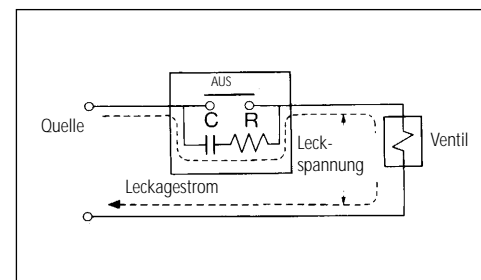 AUS
C R
Quelle
Leck-
spannung
Ventil
Leckagestrom